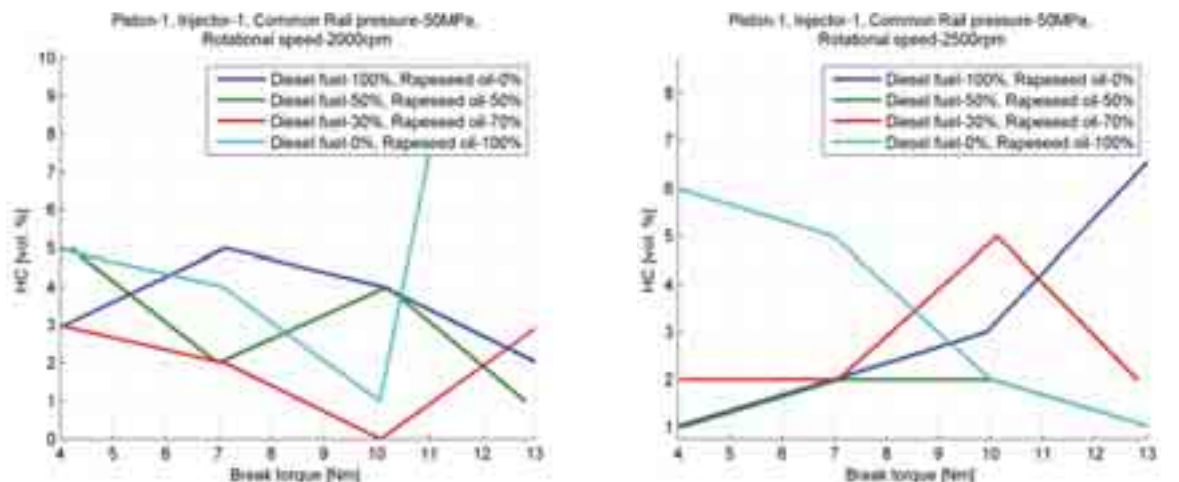 Piston-1, Injector-1, Common Rail pressure-50MPa,
Rotational speed-2000rpm
10
9
8
7
6
5
4
3
2
1
0
HC [vol. %]
Diesel fuel-100%, Rapeseed oil-0%
Diesel fuel-50%, Rapeseed oil-50%
Diesel fuel-30%, Rapeseed oil-70%
Diesel fuel-0%, Rapeseed oil-100%
4 5 6 7 8 9 10 11 12 13
Break torque [Nm]
Piston-1, Injector-1, Common Rail pressure-50MPa,
Rotational speed-2500rpm
8
7
6
5
4
3
2
1
HC [vol. %]
Diesel fuel-100%, Rapeseed oil-0%
Diesel fuel-50%, Rapeseed oil-50%
Diesel fuel-30%, Rapeseed oil-70%
Diesel fuel-0%, Rapeseed oil-100%
4 5 6 7 8 9 10 11 12 13
Break torque [Nm]